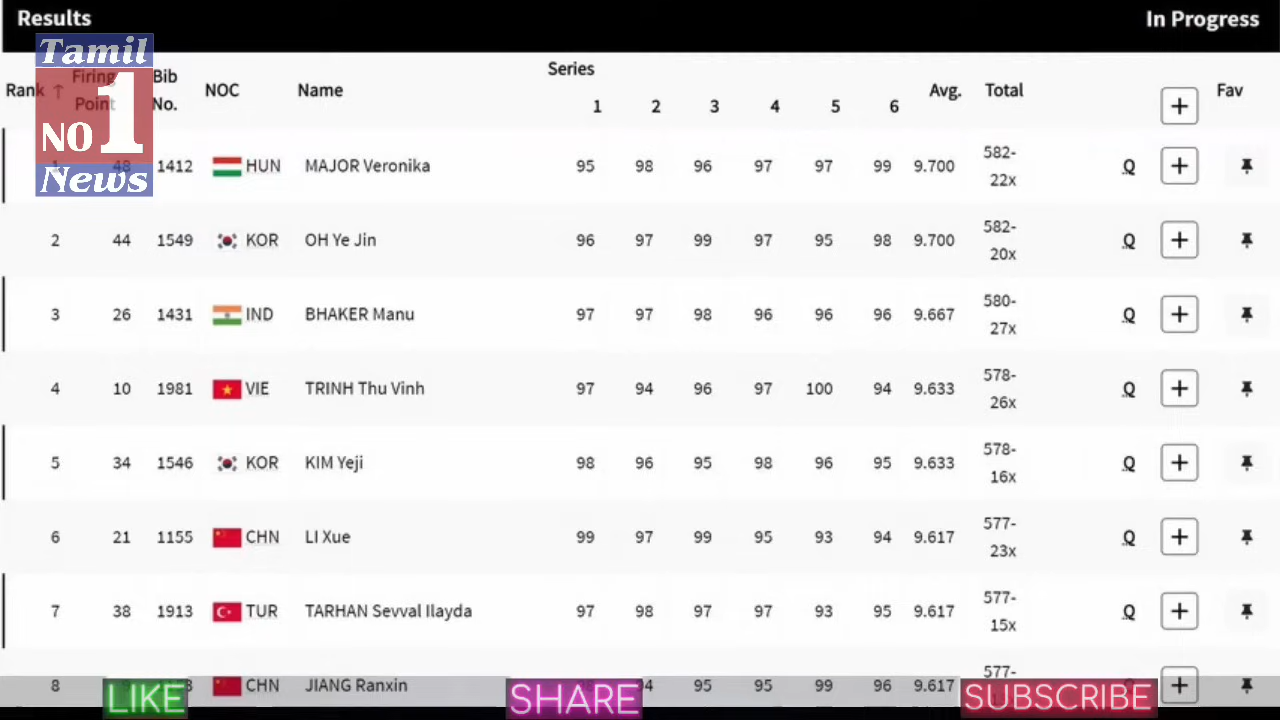 Results In Progress
Tamil
NO 1
News
Rank ↑ Firing Point Bib No. NOC Name Series 1 2 3 4 5 6 Avg. Total + Fav
1 48 1412 HUN MAJOR Veronika 95 98 96 97 97 99 9.700 582-22x Q +
2 44 1549 KOR OH Ye Jin 96 97 99 97 95 98 9.700 582-20x Q +
3 26 1431 IND BHAKER Manu 97 97 98 96 96 96 9.667 580-27x Q +
4 10 1981 VIE TRINH Thu Vinh 97 94 96 97 100 94 9.633 578-26x Q +
5 34 1546 KOR KIM Yeji 98 96 95 98 96 95 9.633 578-16x Q +
6 21 1155 CHN LI Xue 99 97 99 95 93 94 9.617 577-23x Q +
7 38 1913 TUR TARHAN Sevval Ilayda 97 98 97 97 93 95 9.617 577-15x Q +
8 CHN JIANG Ranxin 95 95 99 96 9.617 577- Q +
LIKE SHARE SUBSCRIBE